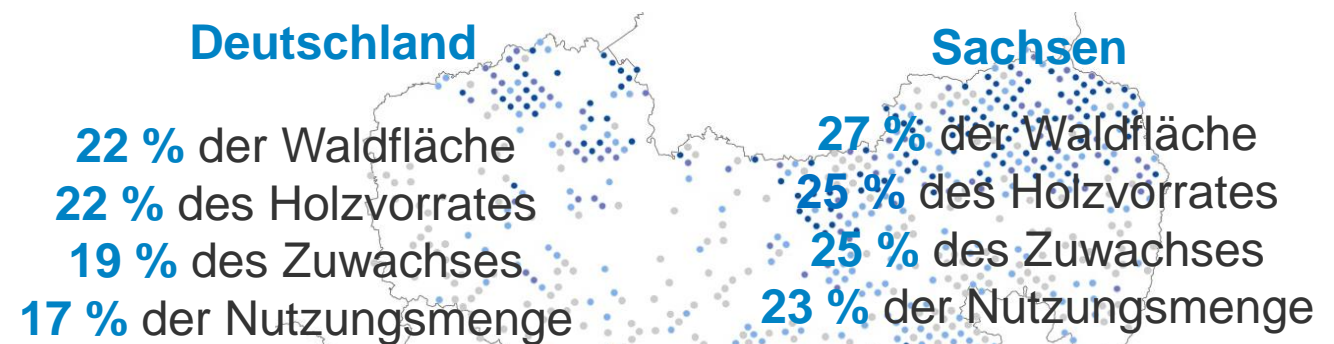 Deutschland
22 % der Waldfläche
22 % des Holzvorrates
19 % des Zuwachses
17 % der Nutzungsmenge
Sachsen
27 % der Waldfläche
25 % des Holzvorrates
25 % des Zuwachses
23 % der Nutzungsmenge